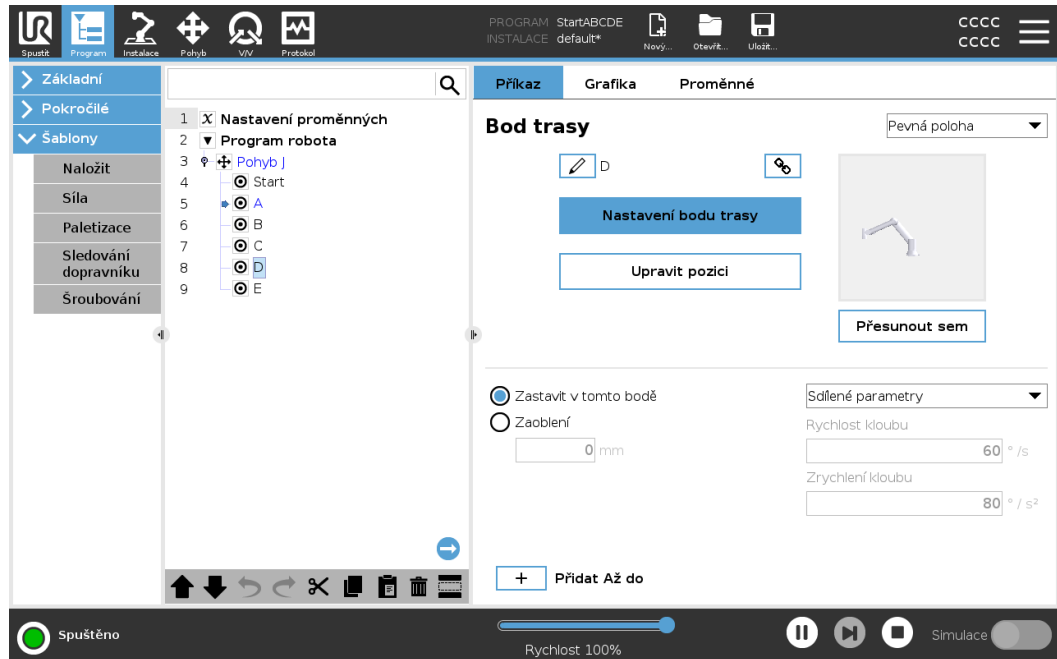 UR
PROGRAM StartABCDE
INSTALACE default*
CCCC
CCCC
Spustit Program Instalace Pohyb V/V Protokol
Nový... Otevřít... Uložit...
Základní
Pokročilé
Šablony
Naložit
Síla
Paletizace
Sledování
dopravníku
Šroubování
1 X Nastavení proměnných
2 Program robota
3 Pohyb J
4 Start
5 A
6 B
7 C
8 D
9 E
Příkaz Grafika Proměnné
Bod trasy
Pevná poloha
D
Nastavení bodu trasy
Upravit pozici
Přesunout sem
Zastavit v tomto bodě
Zaoblení
0 mm
Sdílené parametry
Rychlost kloubu
60 ° /s
Zrychlení kloubu
80 ° / s²
+ Přidat Až do
Spuštěno
Rychlost 100%
Simulace